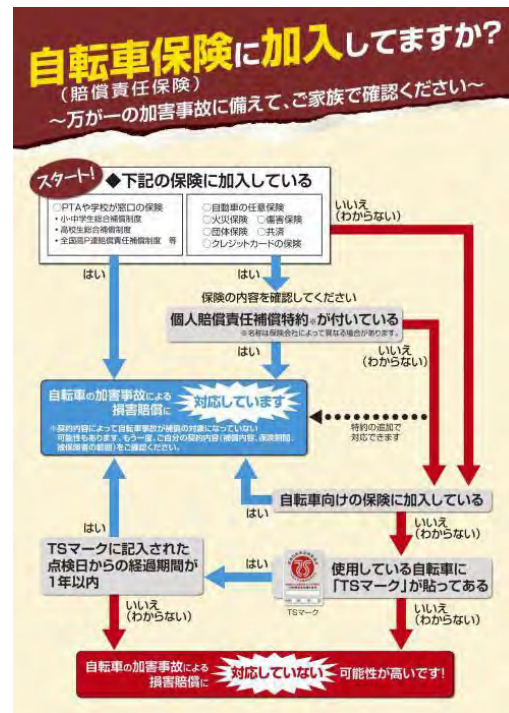 自転車保険に加入してますか?
(賠償責任保険)
～万が一の加害事故に備えて、ご家族で確認ください～
スタート!
◆下記の保険に加入している
○PTAや学校が窓口の保険
・小・中学生総合補償制度
・高校生総合補償制度
・全国高P連賠償責任補償制度 等
○自動車の任意保険
○火災保険 ○傷害保険
○団体保険 ○共済
○クレジットカードの保険
いいえ
(わからない)
はい
はい
保険の内容を確認してください
個人賠償責任補償特約※が付いている
※名称は保険会社によって異なる場合があります。
はい
いいえ
(わからない)
自転車の加害事故による
損害賠償に
対応しています
※契約内容によって自転車事故が補償の対象になっていない
可能性もあります。もう一度、ご自分の契約内容(補償内容、保険期間、
被保険者の範囲)をご確認ください。
特約の追加で
対応できます
はい
自転車向けの保険に加入している
はい
いいえ
(わからない)
TSマークに記入された
点検日からの経過期間が
1年以内
はい
TSマーク
使用している自転車に
「TSマーク」が貼ってある
いいえ
(わからない)
いいえ
(わからない)
自転車の加害事故による
損害賠償に
対応していない
可能性が高いです!